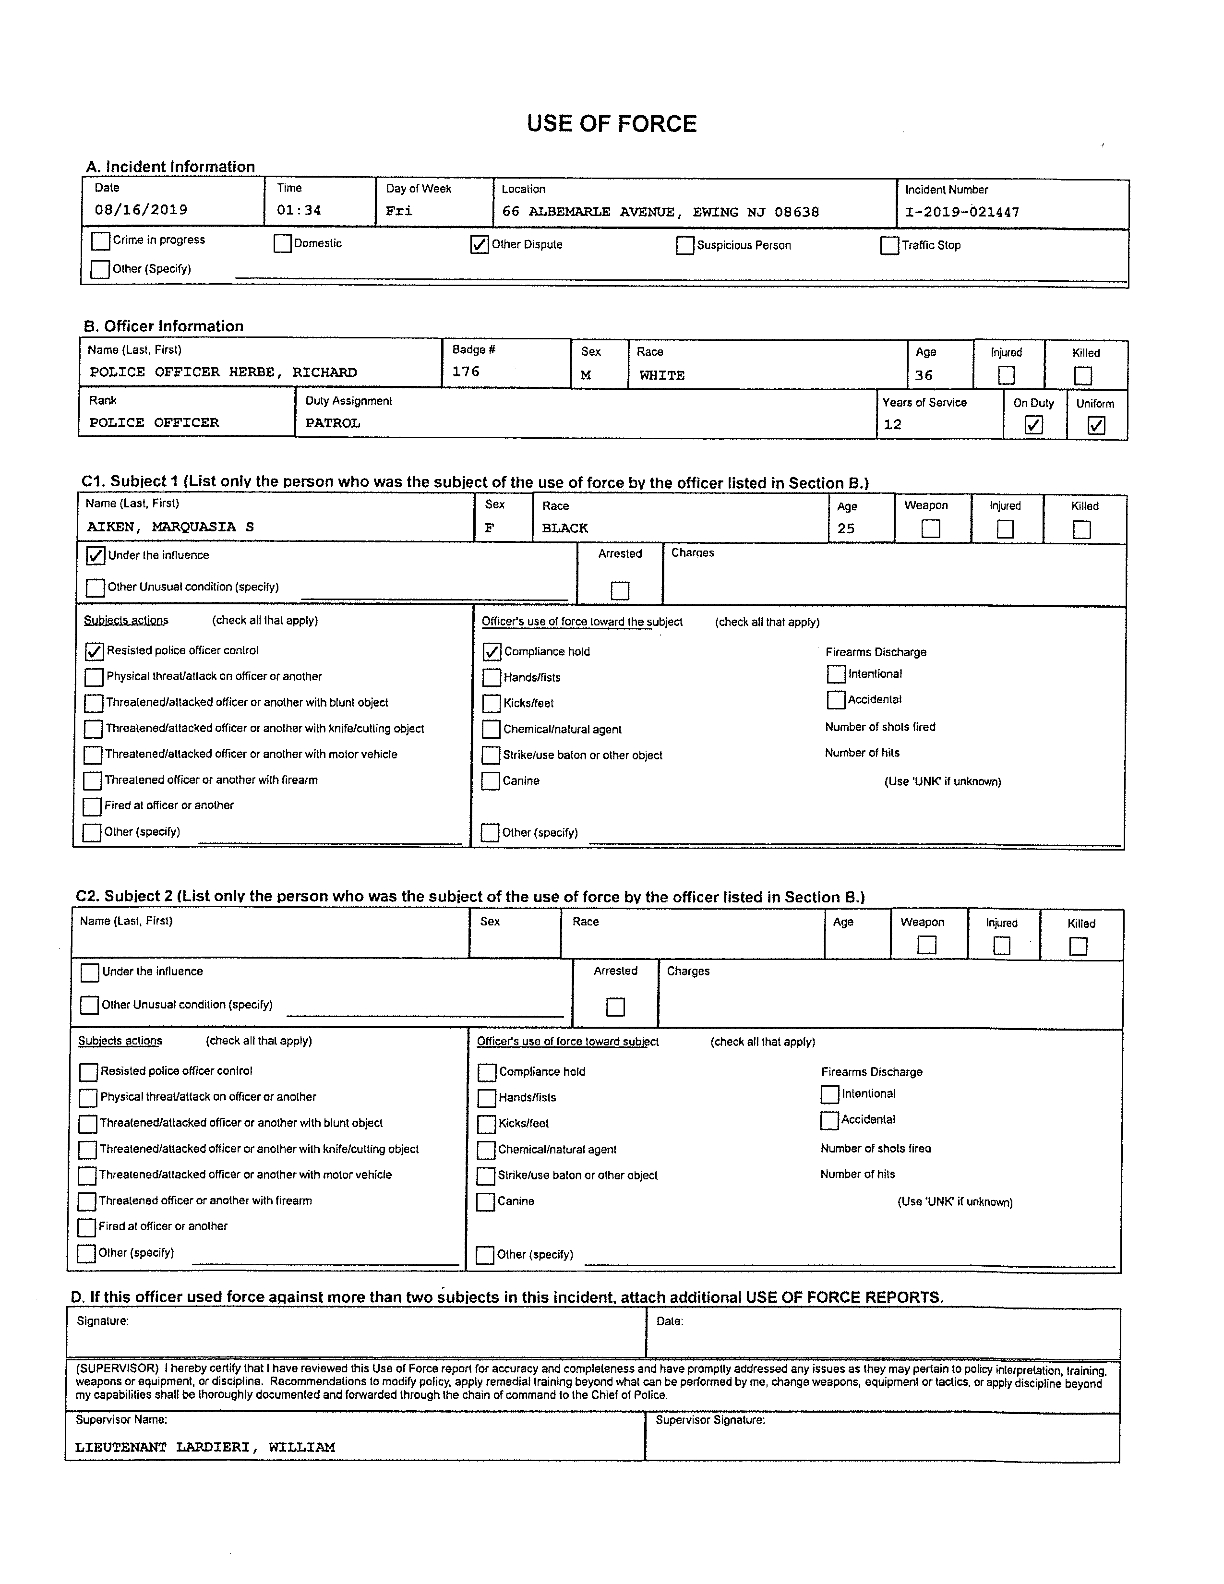 USE OF FORCE
A. Incident Information
Date Time Day of Week Location Incident Number
08/16/2019 01:34 Fri 66 ALBEMARLE AVENUE, EWING NJ 08638 I-2019-021447
Crime in progress Domestic Other Dispute Suspicious Person Traffic Stop
Other (Specify)
B. Officer Information
Name (Last, First) Badge # Sex Race Age Injured Killed
POLICE OFFICER HERBE, RICHARD 176 M WHITE 36
Rank Duty Assignment Years of Service On Duty Uniform
POLICE OFFICER PATROL 12
C1. Subject 1 (List only the person who was the subject of the use of force by the officer listed in Section B.)
Name (Last, First) Sex Race Age Weapon Injured Killed
AIKEN, MARQUASIA S F BLACK 25
Under the influence Arrested Charges
Other Unusual condition (specify)
Subjects actions (check all that apply) Officer's use of force toward the subject (check all that apply)
Resisted police officer control Compliance hold Firearms Discharge
Physical threat/attack on officer or another Hands/fists Intentional
Threatened/attacked officer or another with blunt object Kicks/feet Accidental
Threatened/attacked officer or another with knife/cutting object Chemical/natural agent Number of shots fired
Threatened/attacked officer or another with motor vehicle Strike/use baton or other object Number of hits
Threatened officer or another with firearm Canine (Use 'UNK' if unknown)
Fired at officer or another
Other (specify) Other (specify)
C2. Subject 2 (List only the person who was the subject of the use of force by the officer listed in Section B.)
Name (Last, First) Sex Race Age Weapon Injured Killed
Under the influence Arrested Charges
Other Unusual condition (specify)
Subjects actions (check all that apply) Officer's use of force toward subject (check all that apply)
Resisted police officer control Compliance hold Firearms Discharge
Physical threat/attack on officer or another Hands/fists Intentional
Threatened/attacked officer or another with blunt object Kicks/feet Accidental
Threatened/attacked officer or another with knife/cutting object Chemical/natural agent Number of shots fired
Threatened/attacked officer or another with motor vehicle Strike/use baton or other object Number of hits
Threatened officer or another with firearm Canine (Use 'UNK' if unknown)
Fired at officer or another
Other (specify) Other (specify)
D. If this officer used force against more than two subjects in this incident, attach additional USE OF FORCE REPORTS.
Signature: Date:
(SUPERVISOR) I hereby certify that I have reviewed this Use of Force report for accuracy and completeness and have promptly addressed any issues as they may pertain to policy interpretation, training,
weapons or equipment, or discipline. Recommendations to modify policy, apply remedial training beyond what can be performed by me, change weapons, equipment or tactics, or apply discipline beyond
my capabilities shall be thoroughly documented and forwarded through the chain of command to the Chief of Police.
Supervisor Name: Supervisor Signature:
LIEUTENANT LARDIERI, WILLIAM